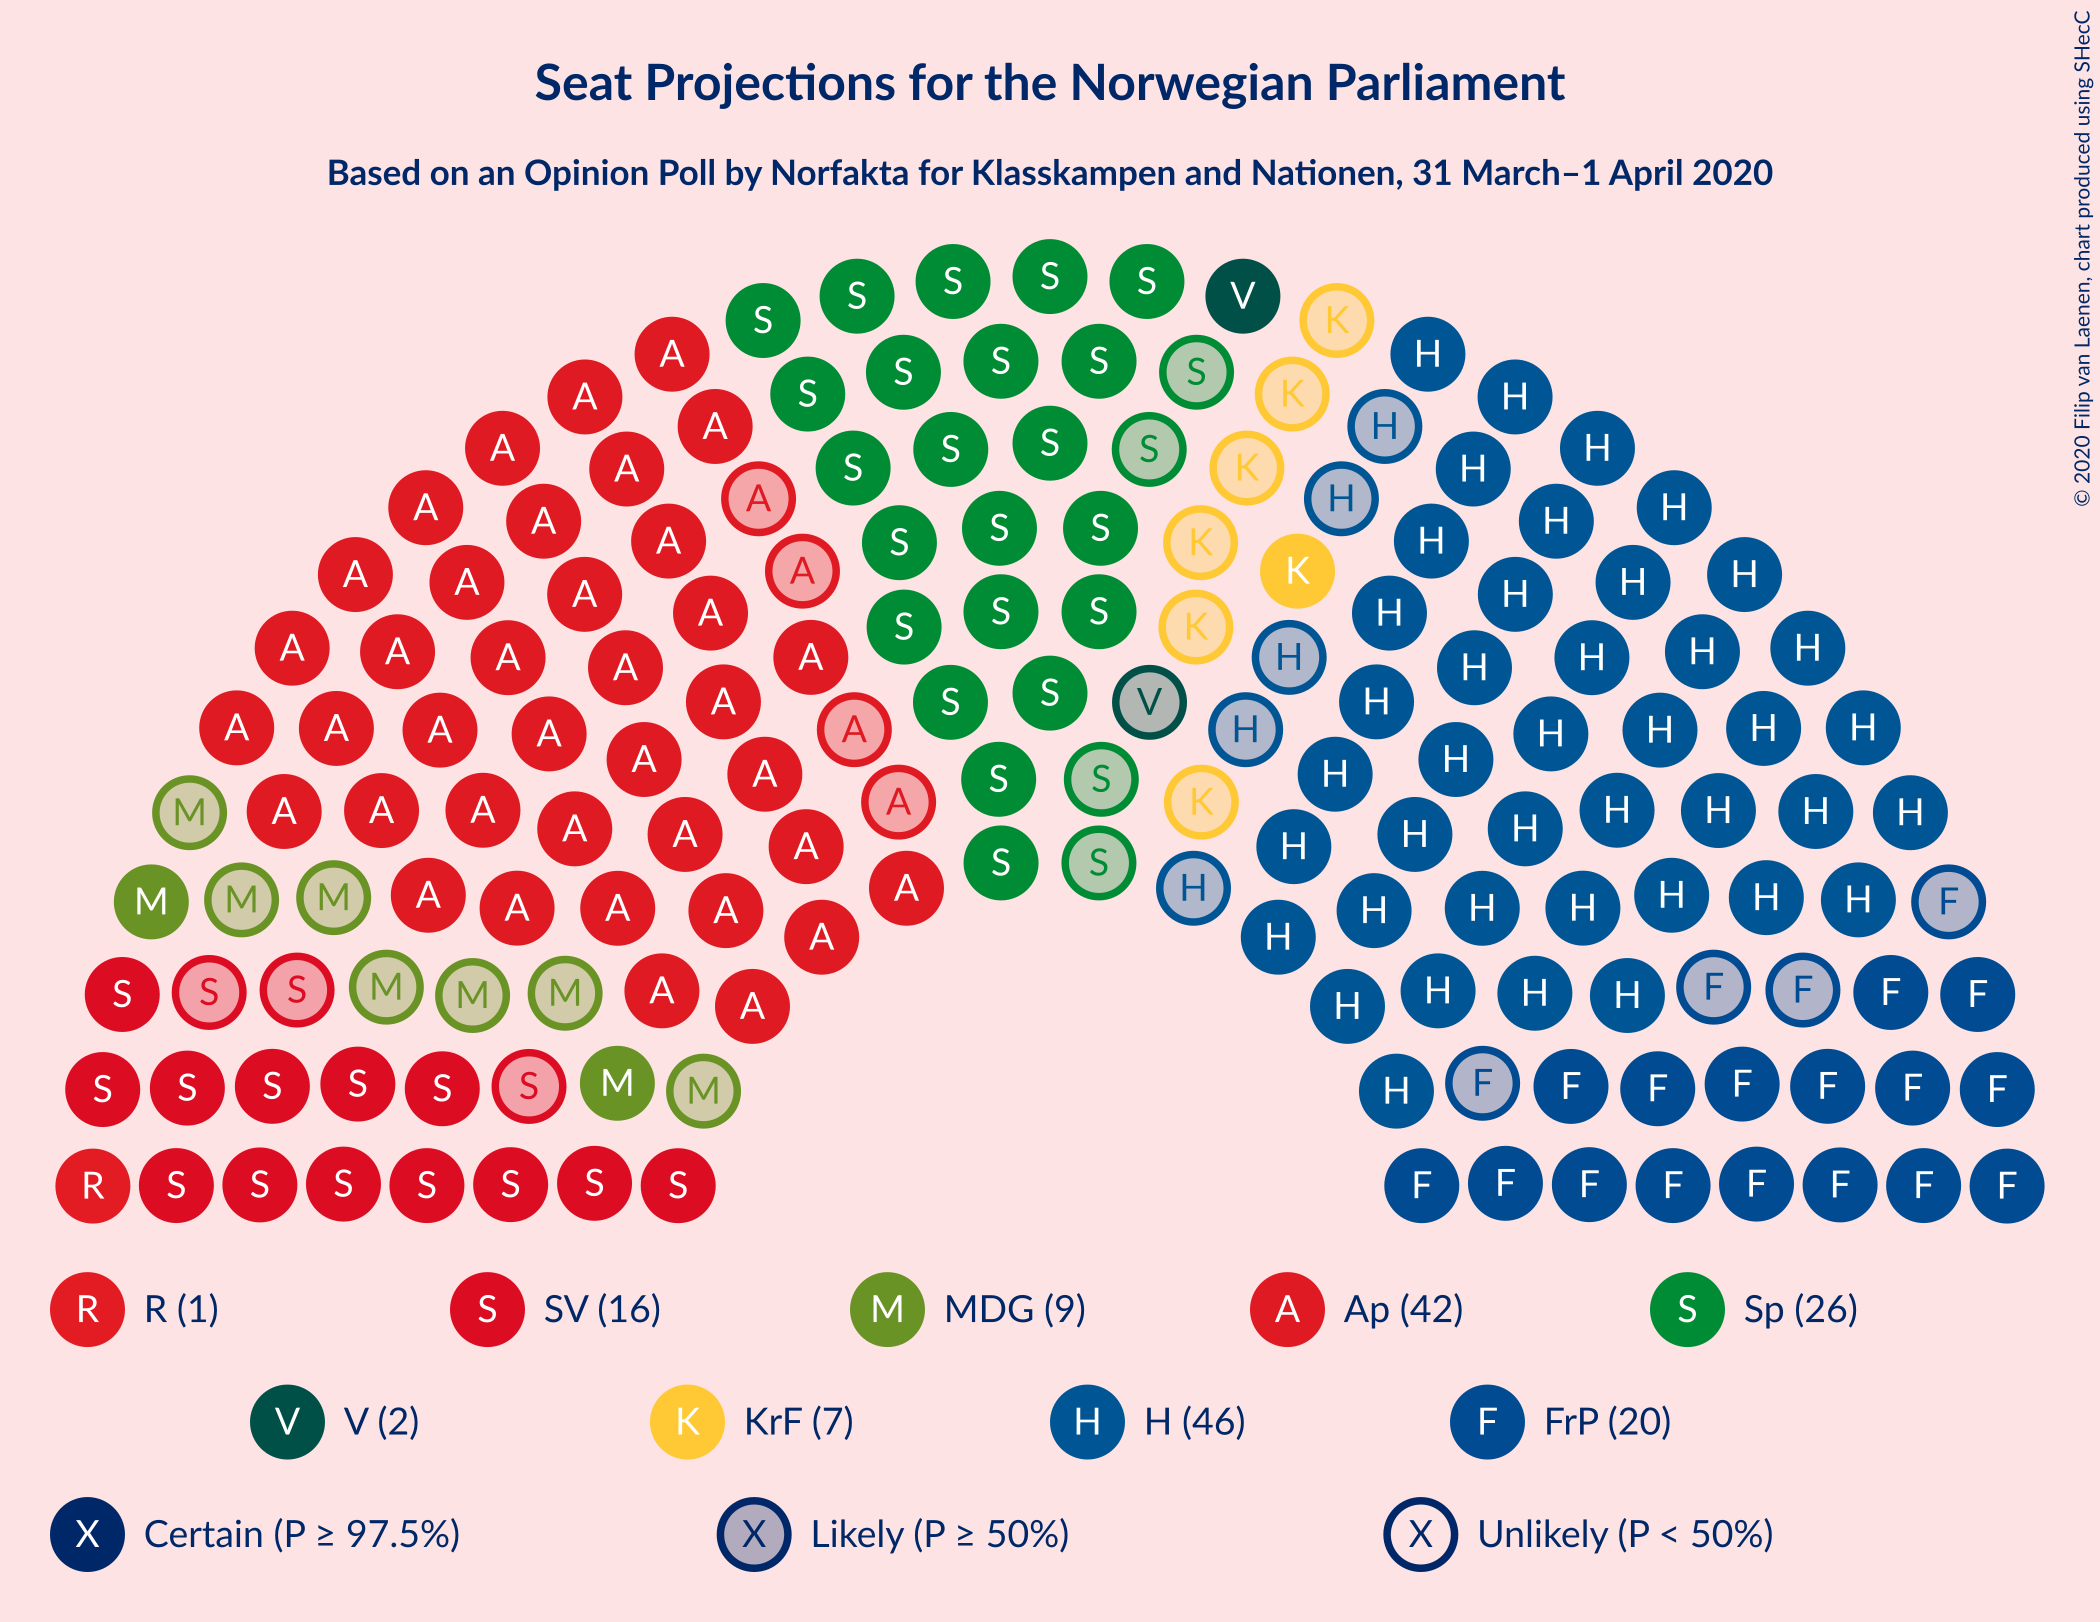 Seat Projections for the Norwegian Parliament
Based on an Opinion Poll by Norfakta for Klasskampen and Nationen, 31 March–1 April 2020
© 2020 Filip van Laenen, chart produced using SHecC
S S S S S V K
A S S S S S K H H
A A S S S S K H H H
A A A S S S K K H H H H
A A A A S S S K H H H H H
A A A A A S S V H H H H H H
A A A A A A A S S K H H H H H H
M A A A A A A A S S H H H H H H H H
M M M A A A A A A H H H H H H H F
S S S M M M A A H H H H F F F F
S S S S S S M M H F F F F F F F
R S S S S S S S F F F F F F F F
R R (1) S SV (16) M MDG (9) A Ap (42) S Sp (26)
V V (2) K KrF (7) H H (46) F FrP (20)
X Certain (P ≥ 97.5%) X Likely (P ≥ 50%) X Unlikely (P < 50%)